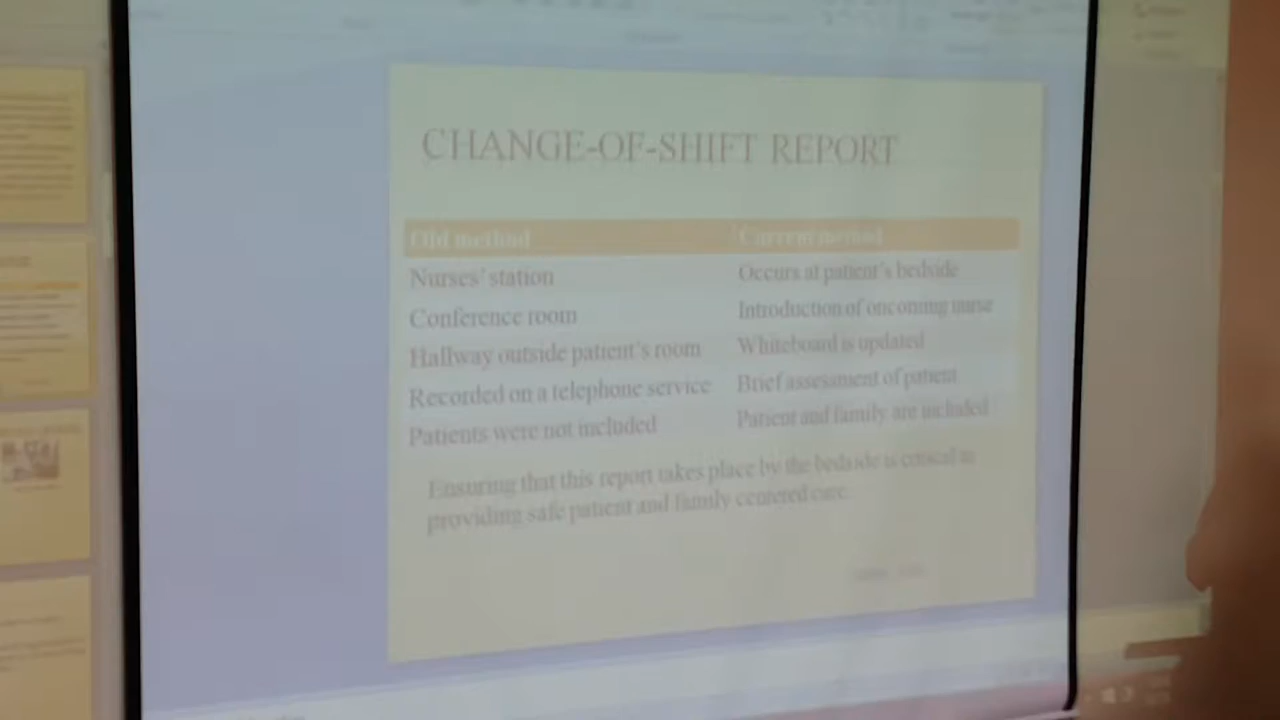 CHANGE-OF-SHIFT REPORT
Old method Current method
Nurses' station Occurs at patient's bedside
Conference room Introduction of oncoming nurse
Hallway outside patient's room Whiteboard is updated
Recorded on a telephone service Brief assessment of patient
Patients were not included Patient and family are included
Ensuring that this report takes place by the bedside is critical in
providing safe patient and family centered care.